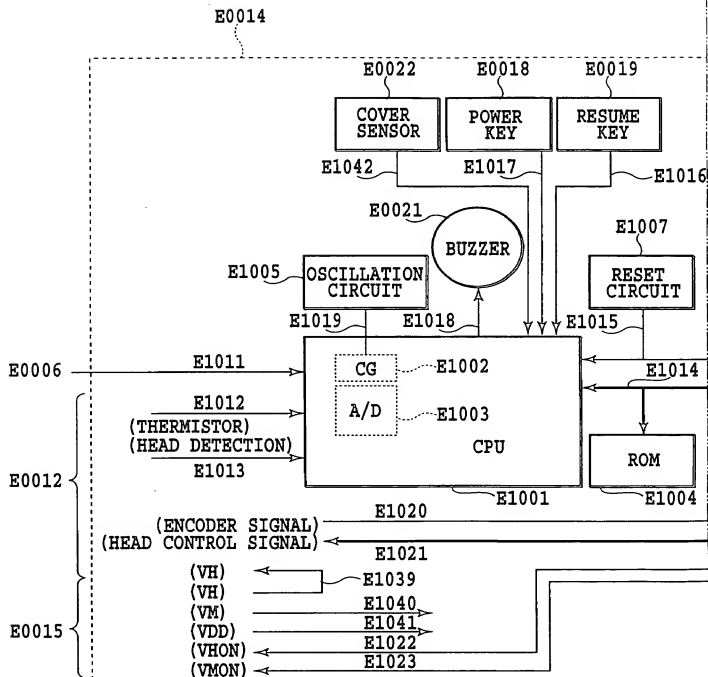 E0014
E0022
E0018
E0019
COVER
SENSOR
POWER
KEY
RESUME
KEY
E1042
E1017
E1016
E0021
BUZZER
E1007
E1005
OSCILLATION
CIRCUIT
RESET
CIRCUIT
E1019
E1018
E1015
E0006
E1011
CG
E1002
E1014
E1012
A/D
E1003
(THERMISTOR)
(HEAD DETECTION)
CPU
ROM
E1013
E0012
E1001
E1004
(ENCODER SIGNAL)
E1020
(HEAD CONTROL SIGNAL)
E1021
(VH)
E1039
(VH)
(VM)
E1040
E0015
(VDD)
E1041
(VHON)
E1022
(VMON)
E1023